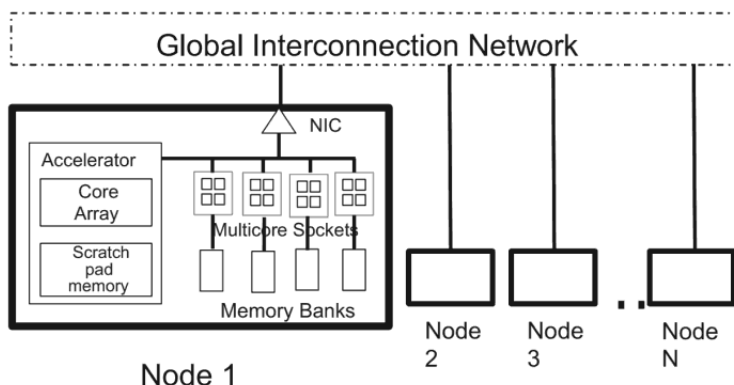 Global Interconnection Network
NIC
Accelerator
Core
Array
Multicore Sockets
Scratch
pad
memory
Memory Banks
Node 1
Node
2
Node
3
..
Node
N